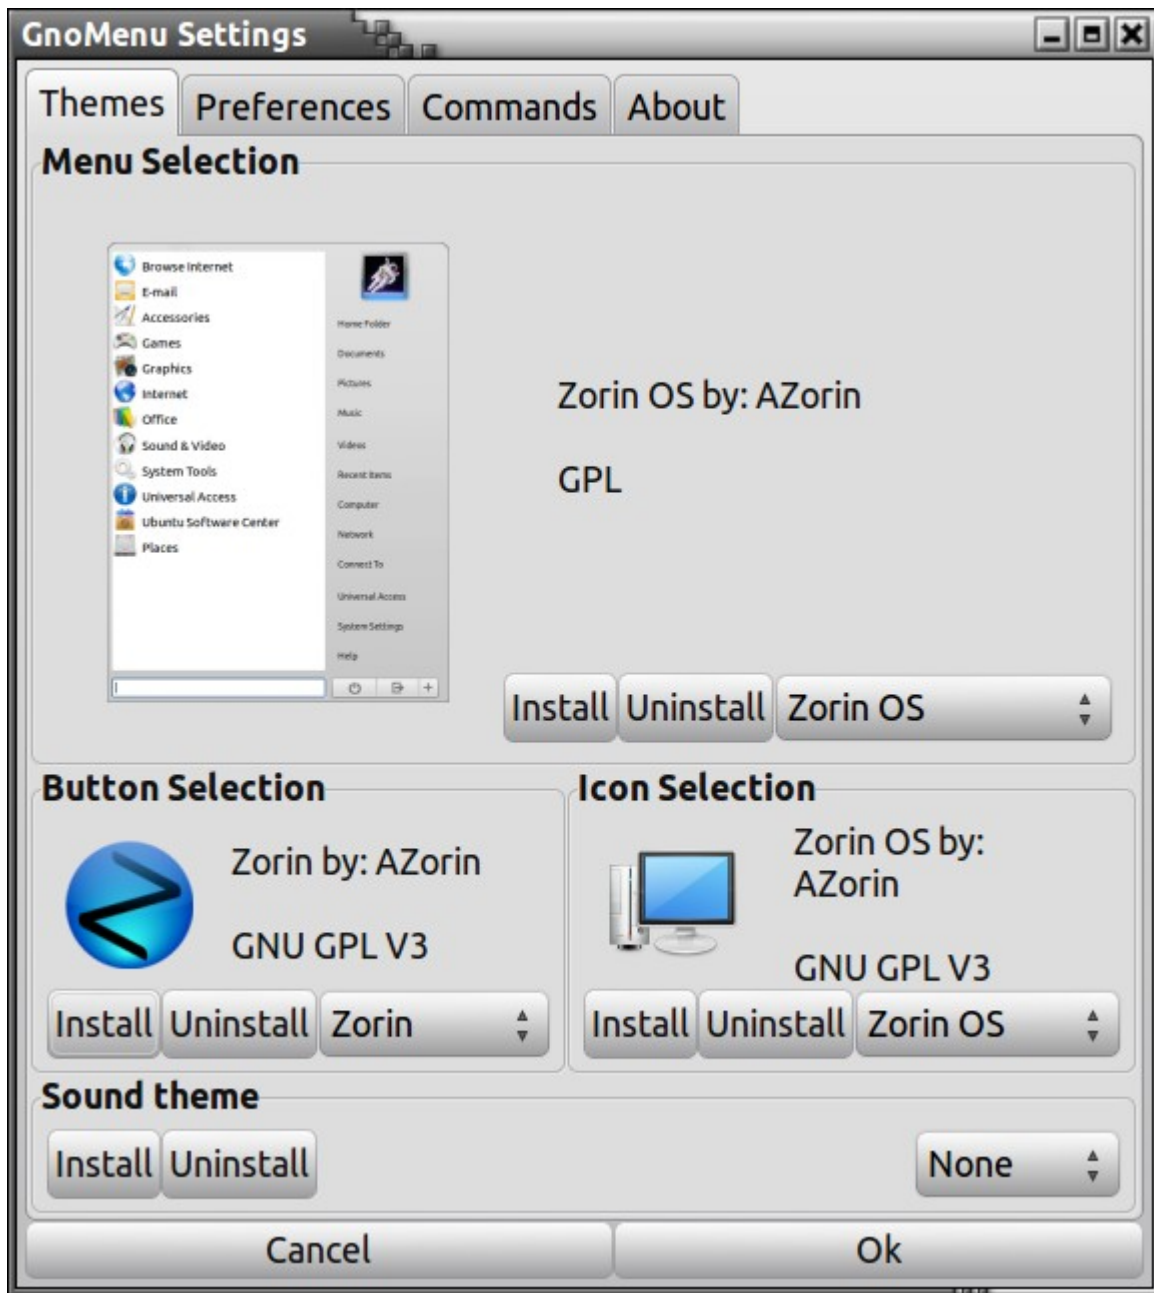 GnoMenu Settings
Themes Preferences Commands About
Menu Selection
Browse Internet
E-mail
Accessories
Games
Graphics
Internet
Office
Sound & Video
System Tools
Universal Access
Ubuntu Software Center
Places
Home Folder
Documents
Pictures
Music
Videos
Recent Items
Computer
Network
Connect To
Universal Access
System Settings
Help
Zorin OS by: AZorin
GPL
Install Uninstall Zorin OS
Button Selection
Zorin by: AZorin
GNU GPL V3
Install Uninstall Zorin
Icon Selection
Zorin OS by:
AZorin
GNU GPL V3
Install Uninstall Zorin OS
Sound theme
Install Uninstall None
Cancel Ok